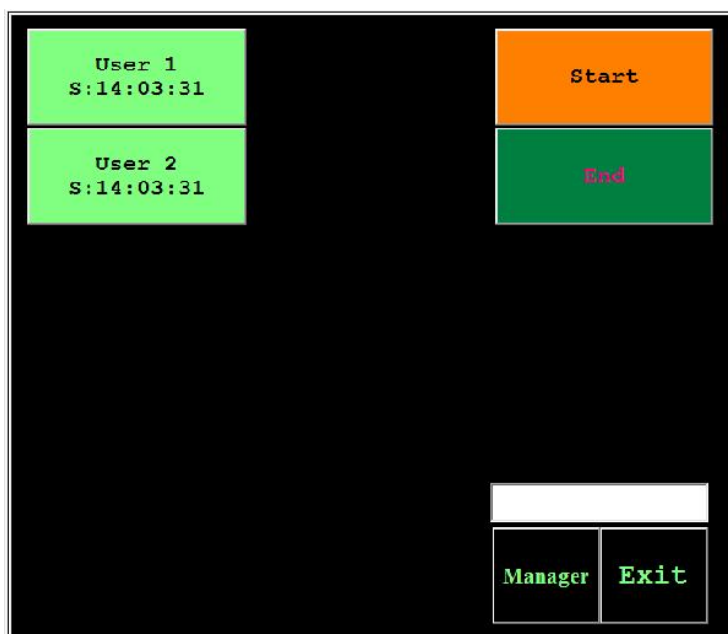 User 1
S:14:03:31
Start
User 2
S:14:03:31
End
Manager
Exit